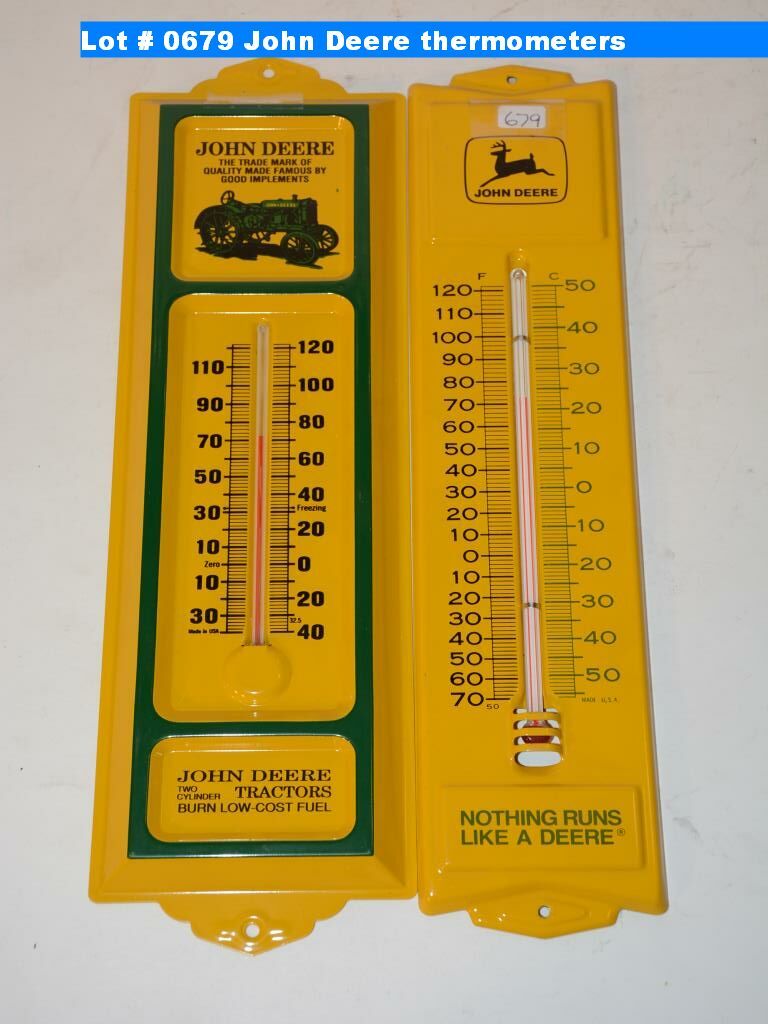 Lot # 0679 John Deere thermometers
JOHN DEERE
THE TRADE MARK OF
QUALITY MADE FAMOUS BY
GOOD IMPLEMENTS
120
110
100
90
80
70
60
50
40
30
Freezing
20
10
Zero
0
10
20
30
32.5
Made in USA
40
JOHN DEERE
TWO
CYLINDER
TRACTORS
BURN LOW-COST FUEL
679
JOHN DEERE
F C
120 50
110
100 40
90 30
80
70 20
60
50 10
40
30 0
20
10 10
0 20
10
20 30
30
40 40
50
60 50
70
50
MADE U.S.A.
NOTHING RUNS
LIKE A DEERE®